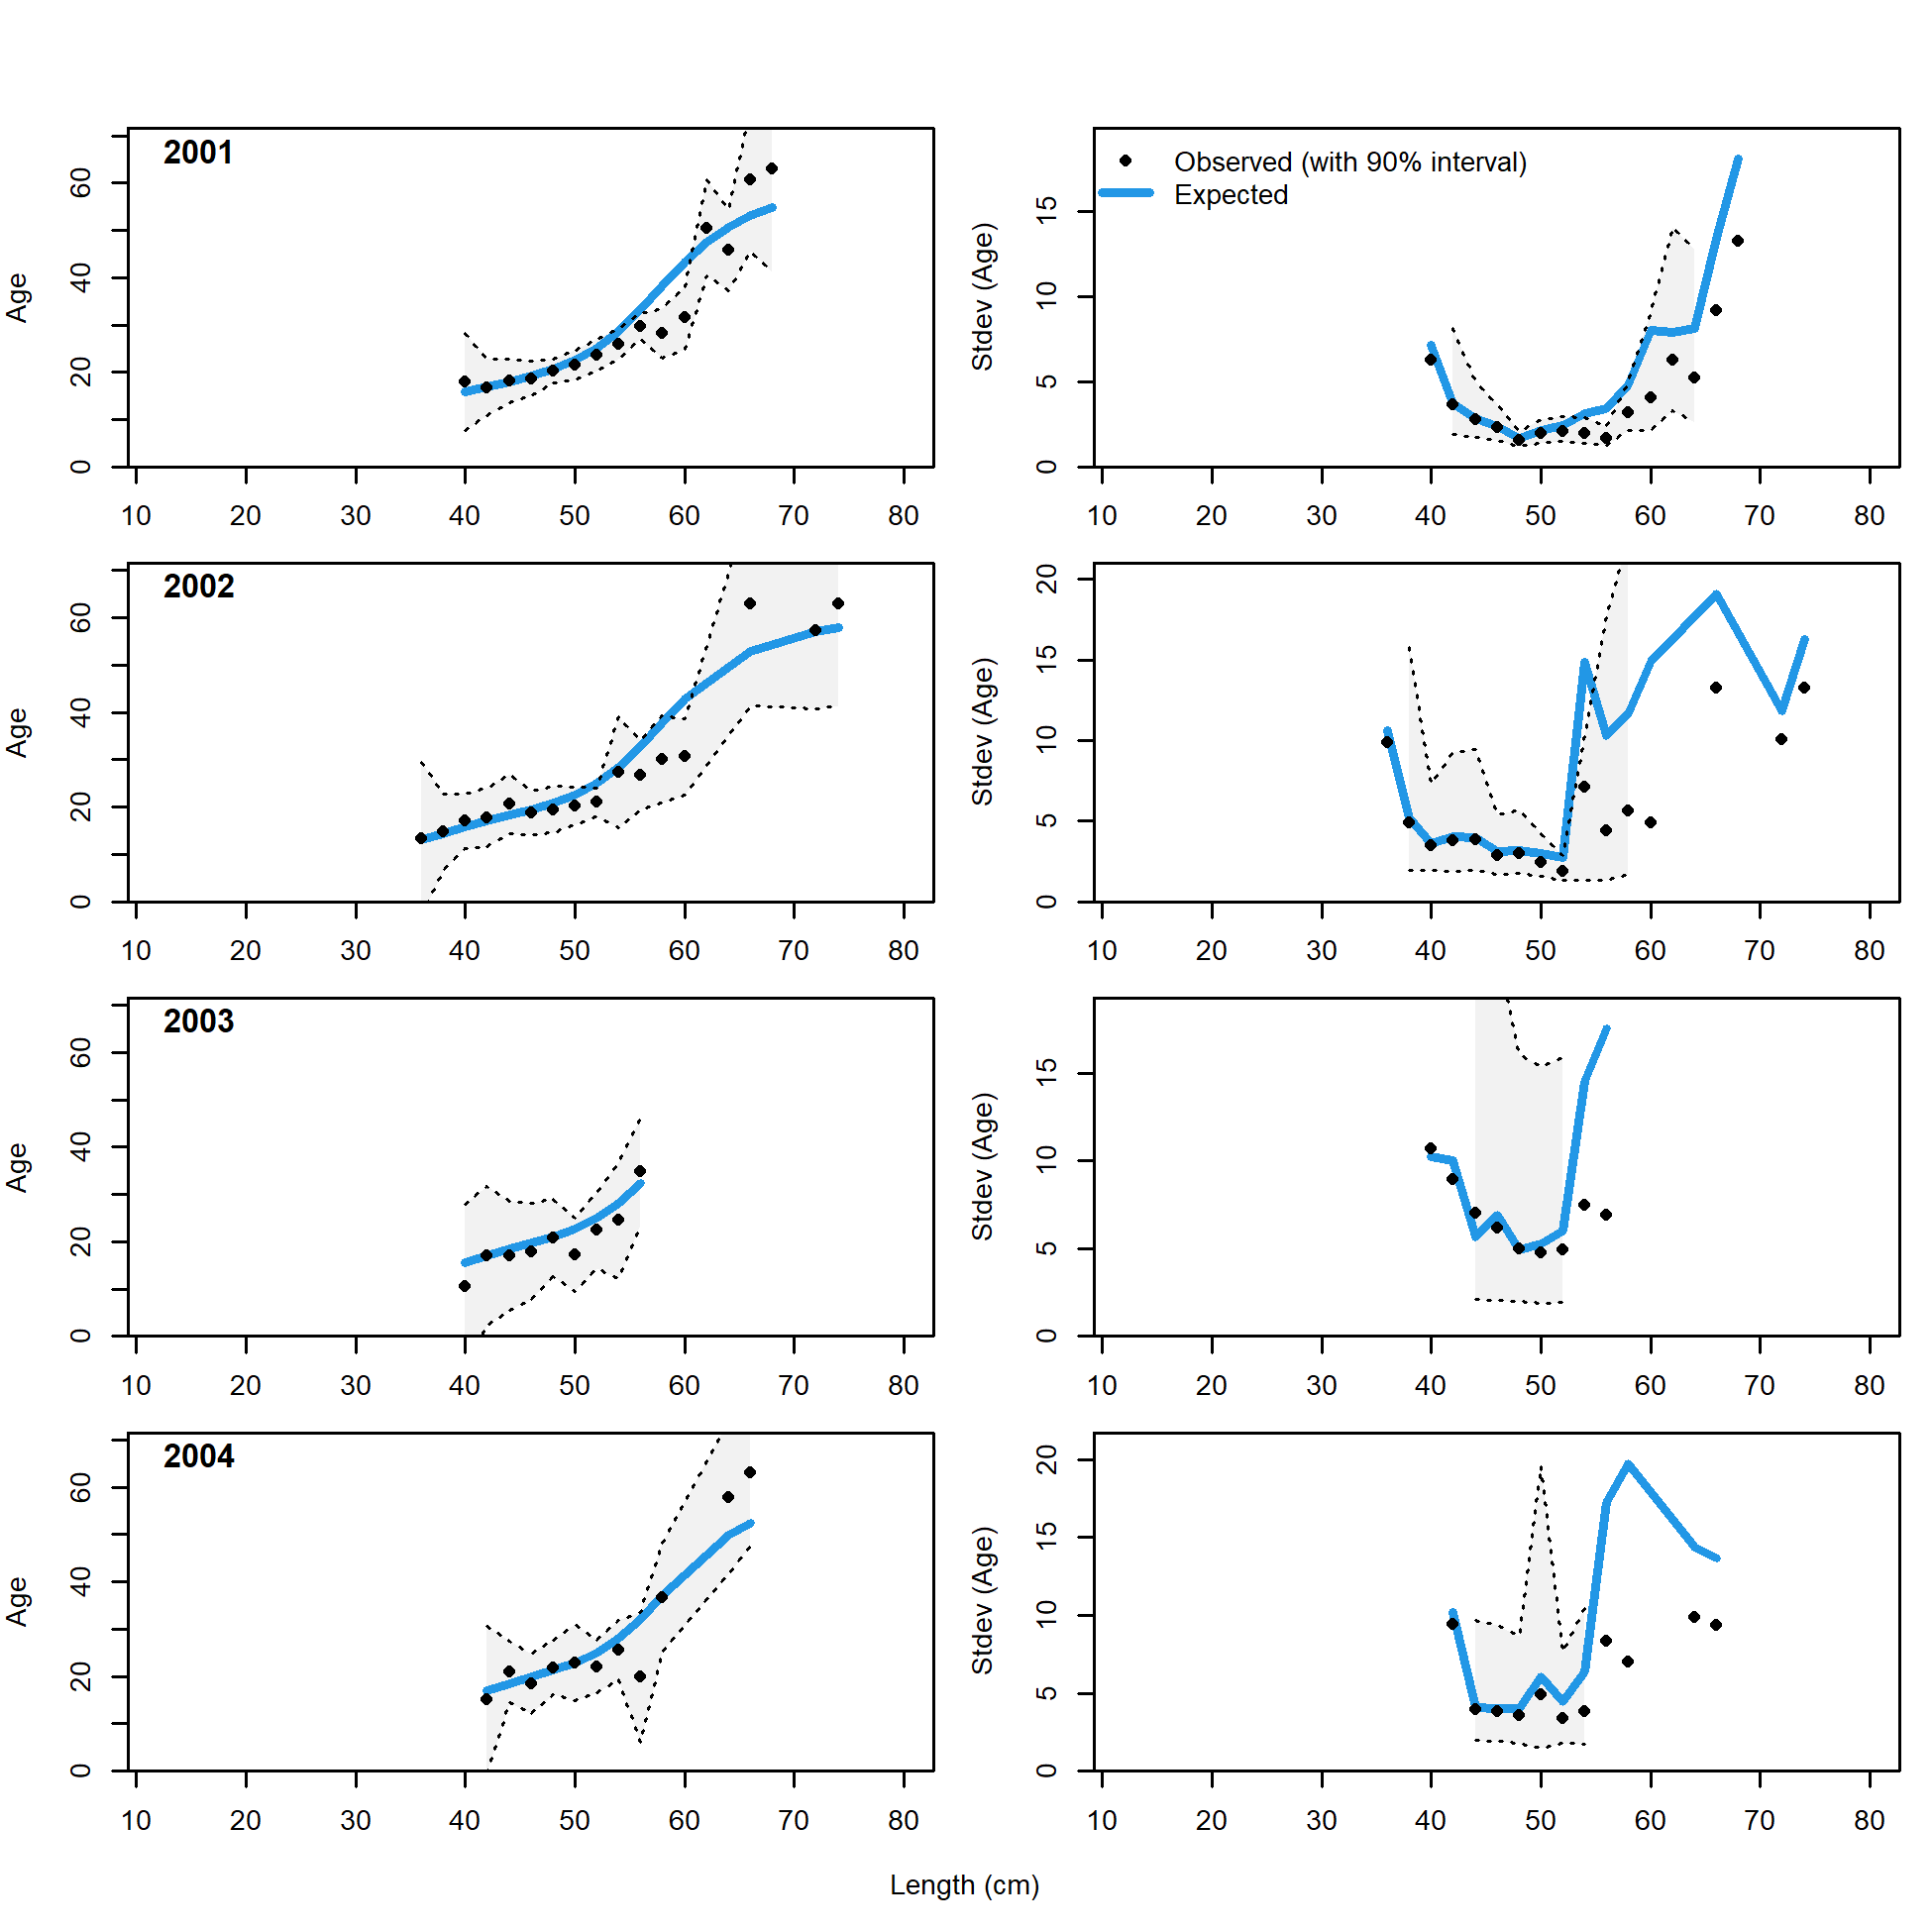 2001
Age
0 20 40 60
10 20 30 40 50 60 70 80
Observed (with 90% interval)
Expected
Stdev (Age)
0 5 10 15
10 20 30 40 50 60 70 80
2002
Age
0 20 40 60
10 20 30 40 50 60 70 80
Stdev (Age)
0 5 10 15 20
10 20 30 40 50 60 70 80
2003
Age
0 20 40 60
10 20 30 40 50 60 70 80
Stdev (Age)
0 5 10 15
10 20 30 40 50 60 70 80
2004
Age
0 20 40 60
10 20 30 40 50 60 70 80
Stdev (Age)
0 5 10 15 20
10 20 30 40 50 60 70 80
Length (cm)